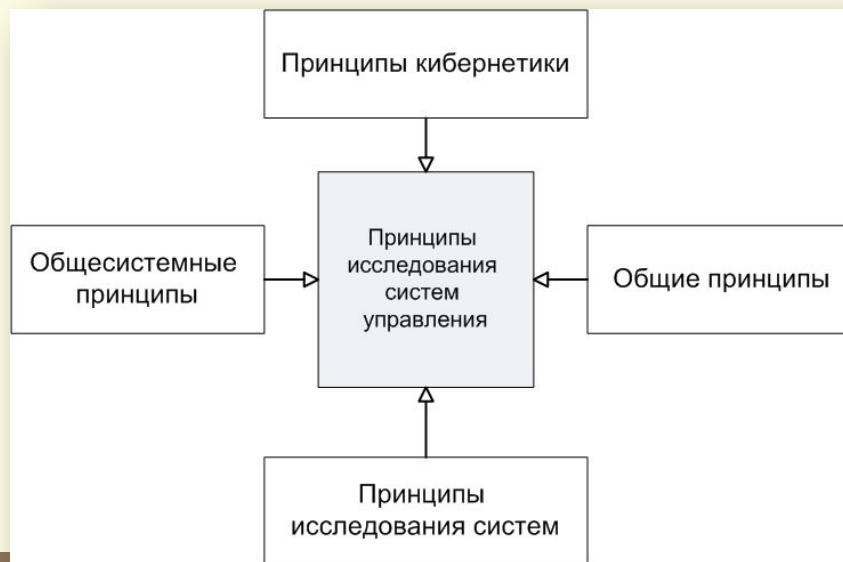 Принципы кибернетики
Общесистемные
принципы
Принципы
исследования
систем
управления
Общие принципы
Принципы
исследования систем